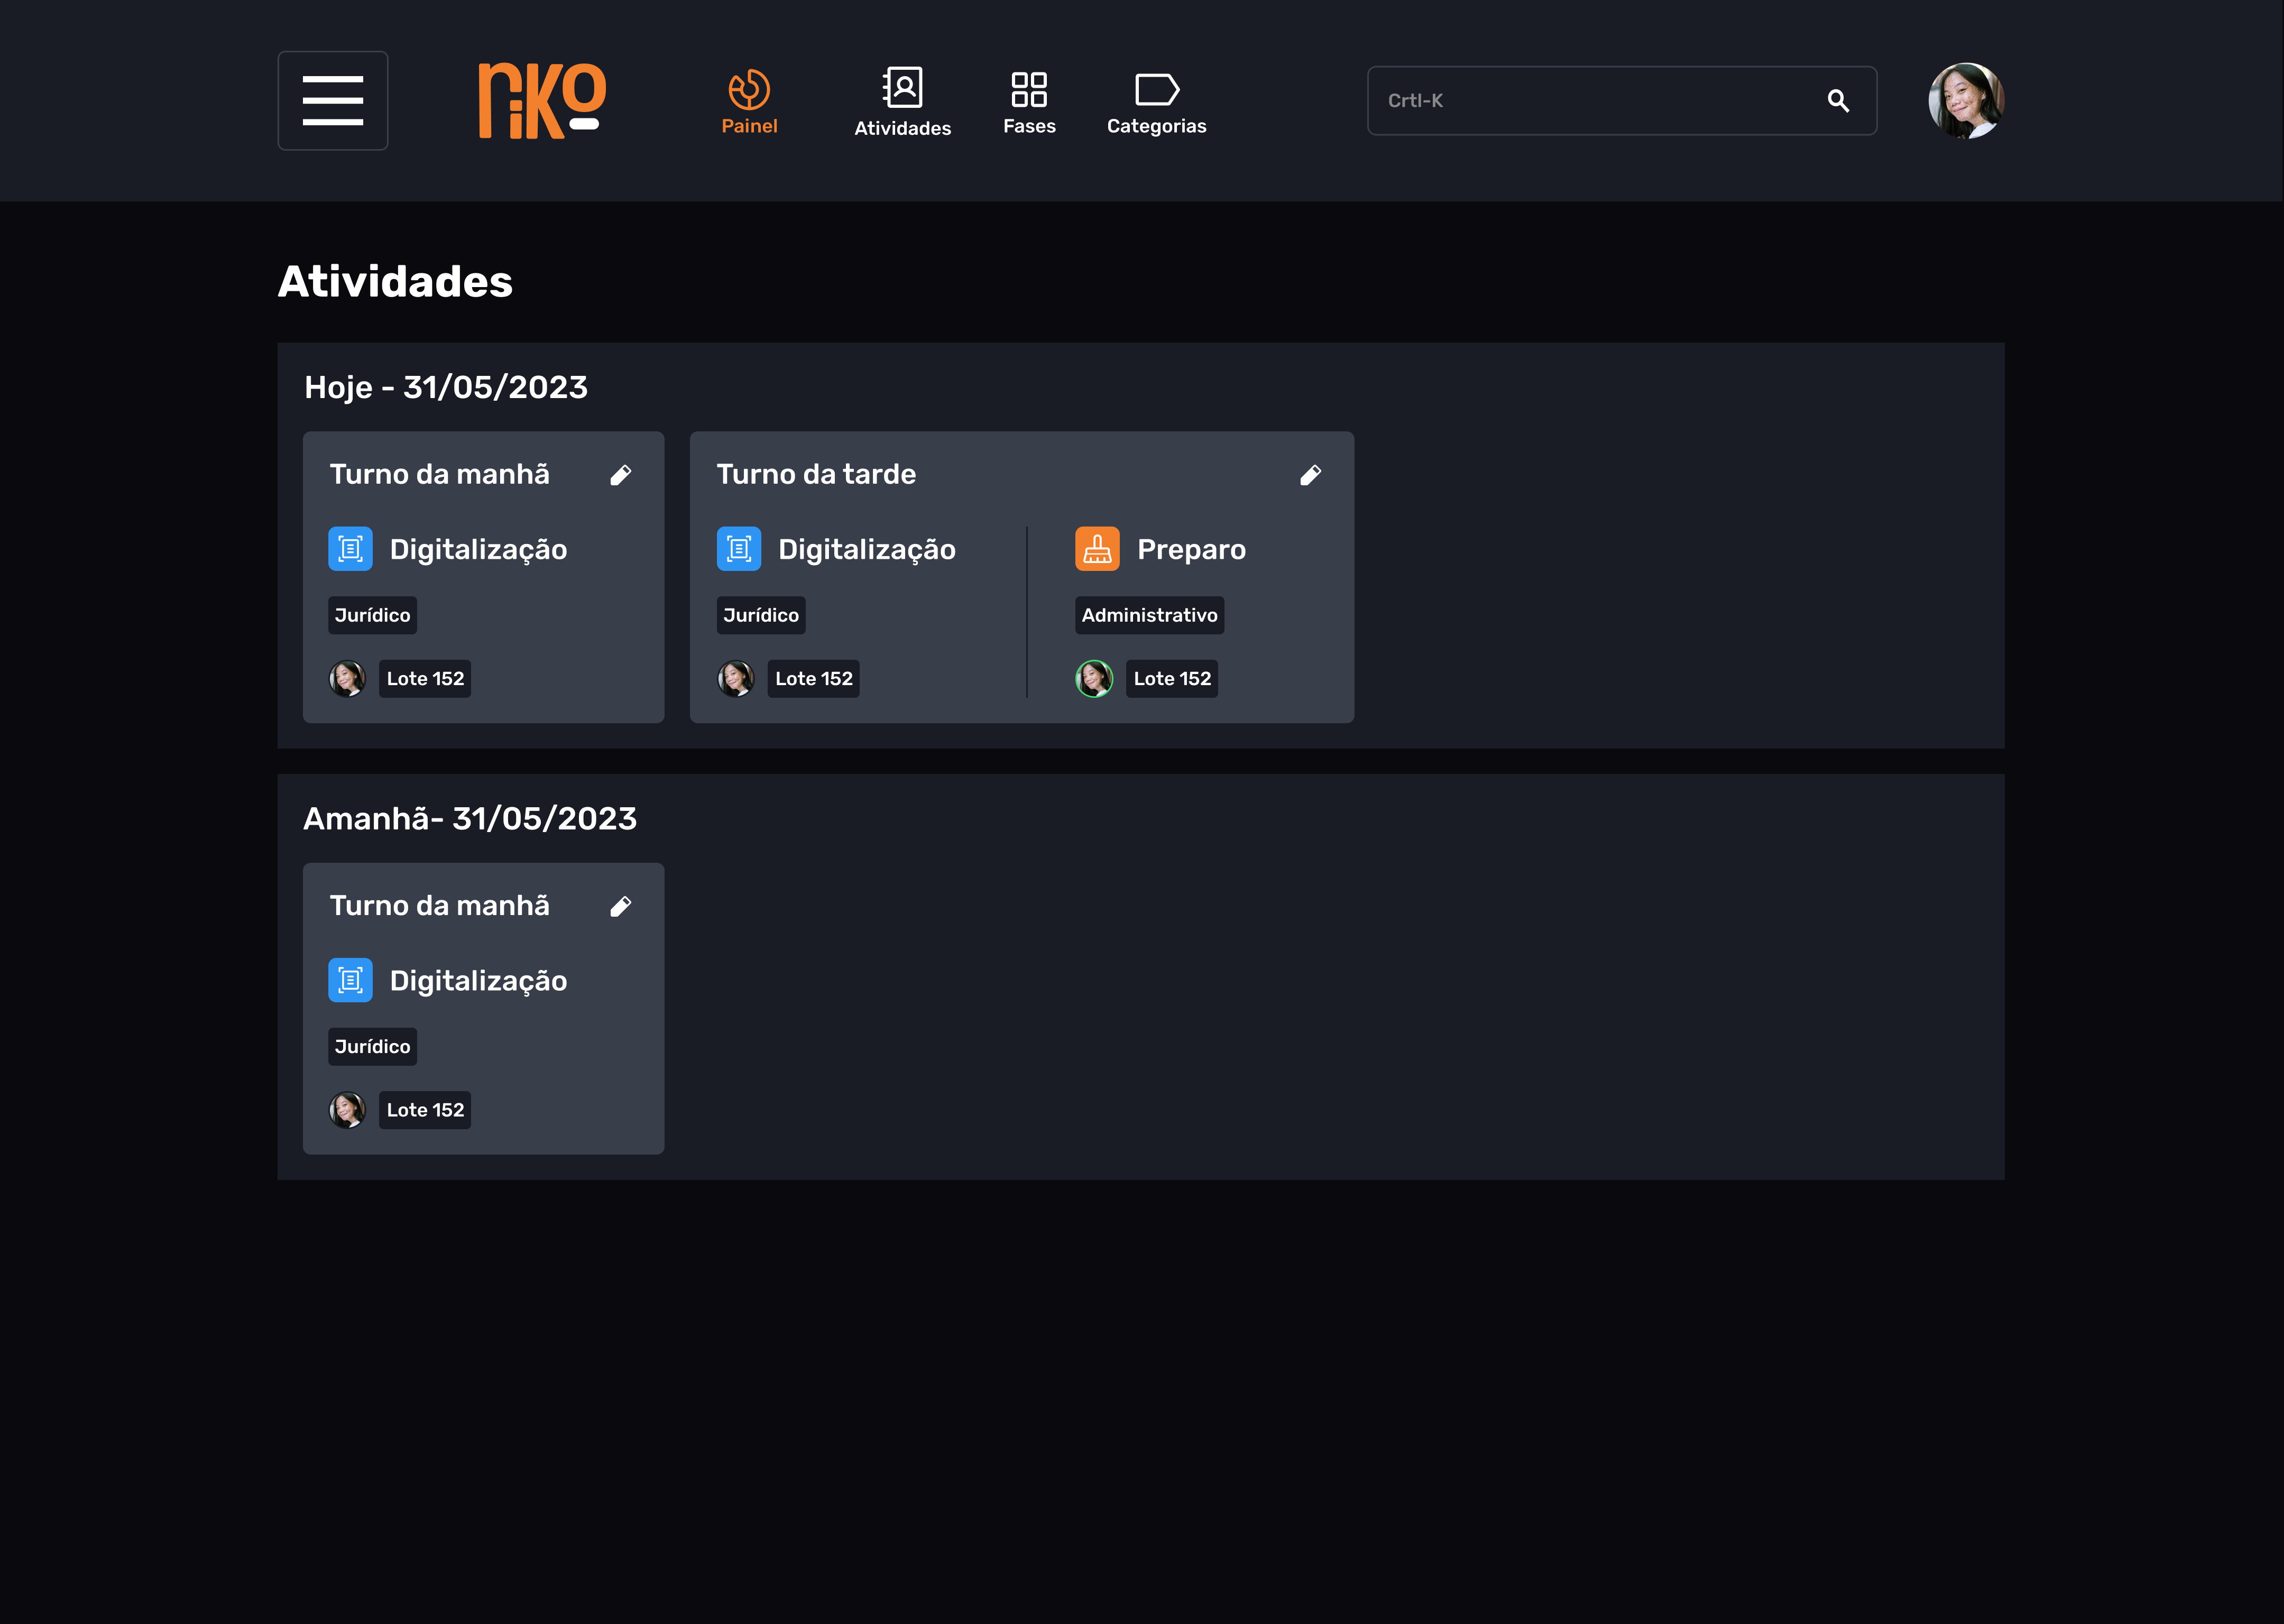 niko
Painel
Atividades
Fases
Categorias
Crtl-K
Atividades
Hoje - 31/05/2023
Turno da manhã
Digitalização
Jurídico
Lote 152
Turno da tarde
Digitalização
Jurídico
Lote 152
Preparo
Administrativo
Lote 152
Amanhã- 31/05/2023
Turno da manhã
Digitalização
Jurídico
Lote 152